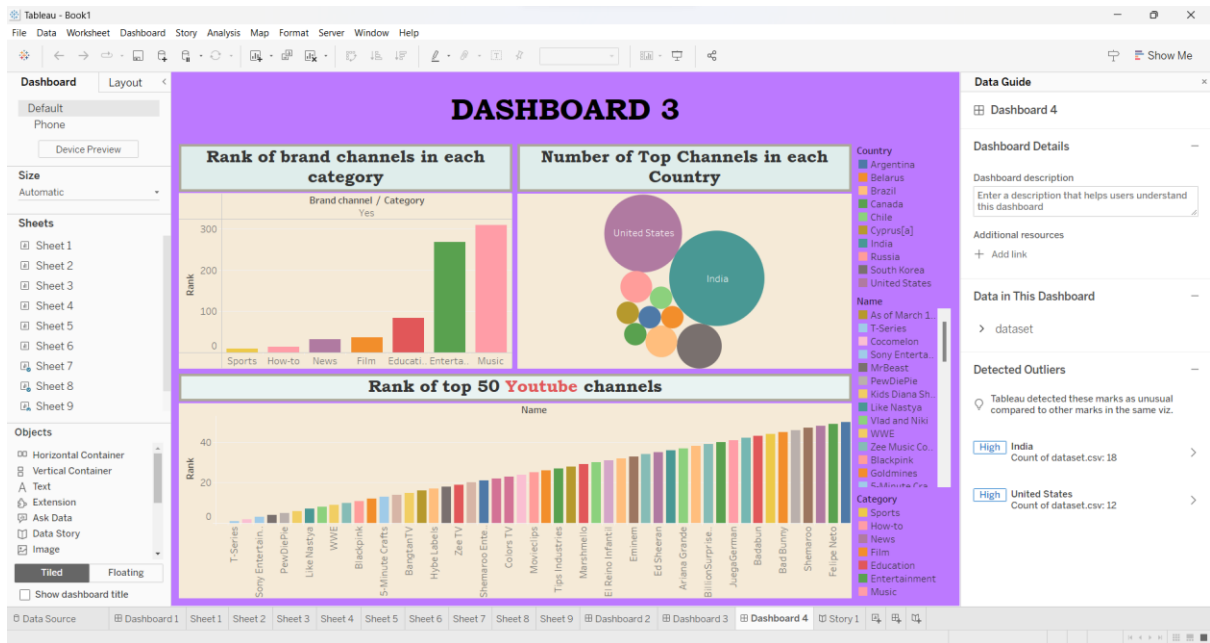 Tableau - Book1
File Data Worksheet Dashboard Story Analysis Map Format Server Window Help
Show Me
Dashboard Layout
Default
Phone
Device Preview
Size
Automatic
Sheets
Sheet 1
Sheet 2
Sheet 3
Sheet 4
Sheet 5
Sheet 6
Sheet 7
Sheet 8
Sheet 9
Objects
Horizontal Container
Vertical Container
A Text
Extension
Ask Data
Data Story
Image
Tiled Floating
Show dashboard title
DASHBOARD 3
Rank of brand channels in each
category
Brand channel / Category
Yes
Rank
300
200
100
0
Sports How-to News Film Educati.. Enterta.. Music
Number of Top Channels in each
Country
United States
India
Rank of top 50 Youtube channels
Name
Rank
40
20
0
T-Series
Sony Entertain..
PewDiePie
Like Nastya
WWE
Blackpink
5-Minute Crafts
BangtanTV
Hybe Labels
Zee TV
Shemaroo Ente..
Colors TV
Movieclips
Tips Industries
Marshmello
El Reino Infantil
Eminem
Ed Sheeran
Ariana Grande
BillionSurprise..
JuegaGerman
Badabun
Bad Bunny
Shemaroo
Felipe Neto
Country
Argentina
Belarus
Brazil
Canada
Chile
Cyprus[a]
India
Russia
South Korea
United States
Name
As of March 1..
T-Series
Cocomelon
Sony Enterta..
MrBeast
PewDiePie
Kids Diana Sh..
Like Nastya
Vlad and Niki
WWE
Zee Music Co..
Blackpink
Goldmines
5-Minute Cra..
Category
Sports
How-to
News
Film
Education
Entertainment
Music
Data Guide
Dashboard 4
Dashboard Details
Dashboard description
Enter a description that helps users understand
this dashboard
Additional resources
+ Add link
Data in This Dashboard
dataset
Detected Outliers
Tableau detected these marks as unusual
compared to other marks in the same viz.
High India
Count of dataset.csv: 18
High United States
Count of dataset.csv: 12
Data Source Dashboard 1 Sheet 1 Sheet 2 Sheet 3 Sheet 4 Sheet 5 Sheet 6 Sheet 7 Sheet 8 Sheet 9 Dashboard 2 Dashboard 3 Dashboard 4 Story 1